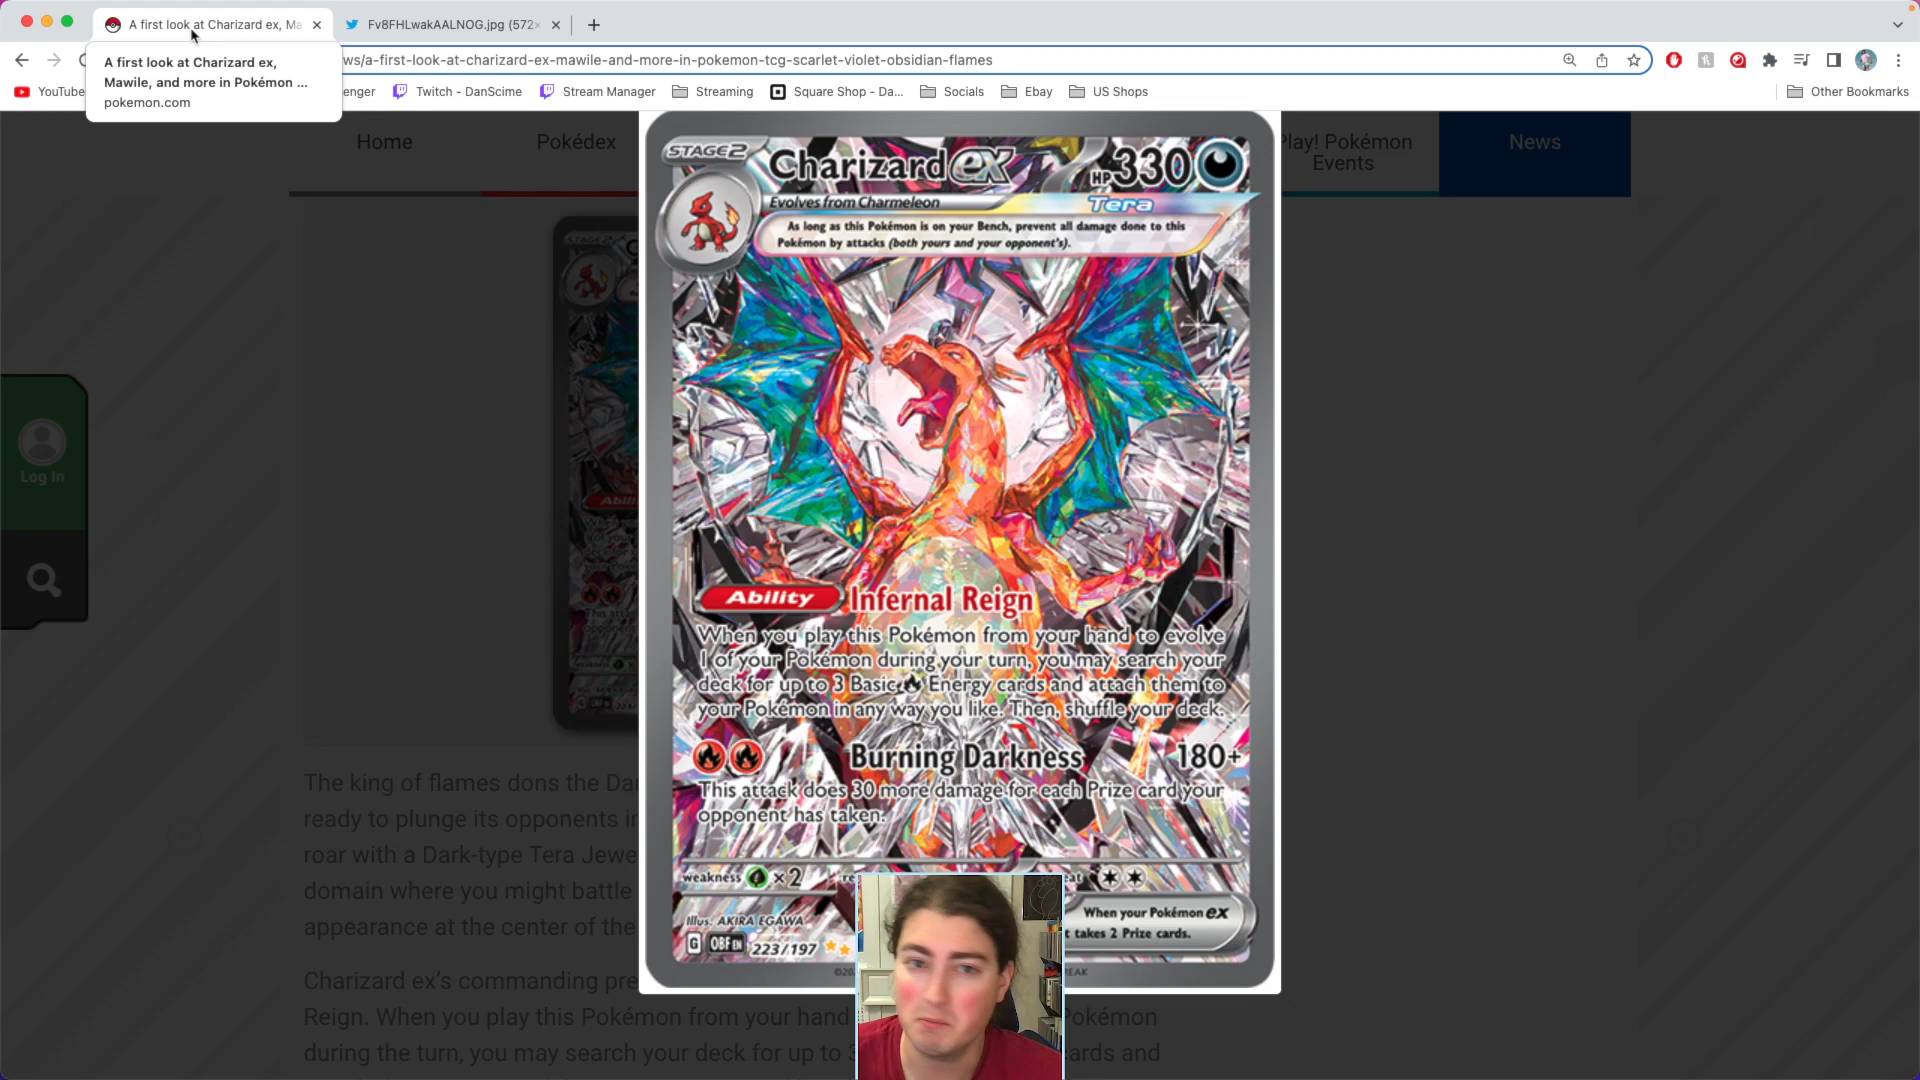 A first look at Charizard ex, Ma
Fv8FHLwakAALNOG.jpg (572×
ws/a-first-look-at-charizard-ex-mawile-and-more-in-pokemon-tcg-scarlet-violet-obsidian-flames
A first look at Charizard ex,
Mawile, and more in Pokémon ...
pokemon.com
YouTube
enger
Twitch - DanScime
Stream Manager
Streaming
Square Shop - Da...
Socials
Ebay
US Shops
Other Bookmarks
Home
Pokédex
Play! Pokémon
Events
News
Log In
STAGE2
Charizard ex
HP330
Evolves from Charmeleon
Tera
As long as this Pokémon is on your Bench, prevent all damage done to this
Pokémon by attacks (both yours and your opponent's).
Ability Infernal Reign
When you play this Pokémon from your hand to evolve
1 of your Pokémon during your turn, you may search your
deck for up to 3 Basic Energy cards and attach them to
your Pokémon in any way you like. Then, shuffle your deck.
Burning Darkness 180+
This attack does 30 more damage for each Prize card your
opponent has taken.
weakness ×2
Illus. AKIRA EGAWA
G OBF EN 223/197
When your Pokémon ex
t takes 2 Prize cards.
The king of flames dons the Da
ready to plunge its opponents i
roar with a Dark-type Tera Jewe
domain where you might battle
appearance at the center of the
Charizard ex's commanding pre
Reign. When you play this Pokémon from your hand
Pokémon
during the turn, you may search your deck for up to 3
cards and